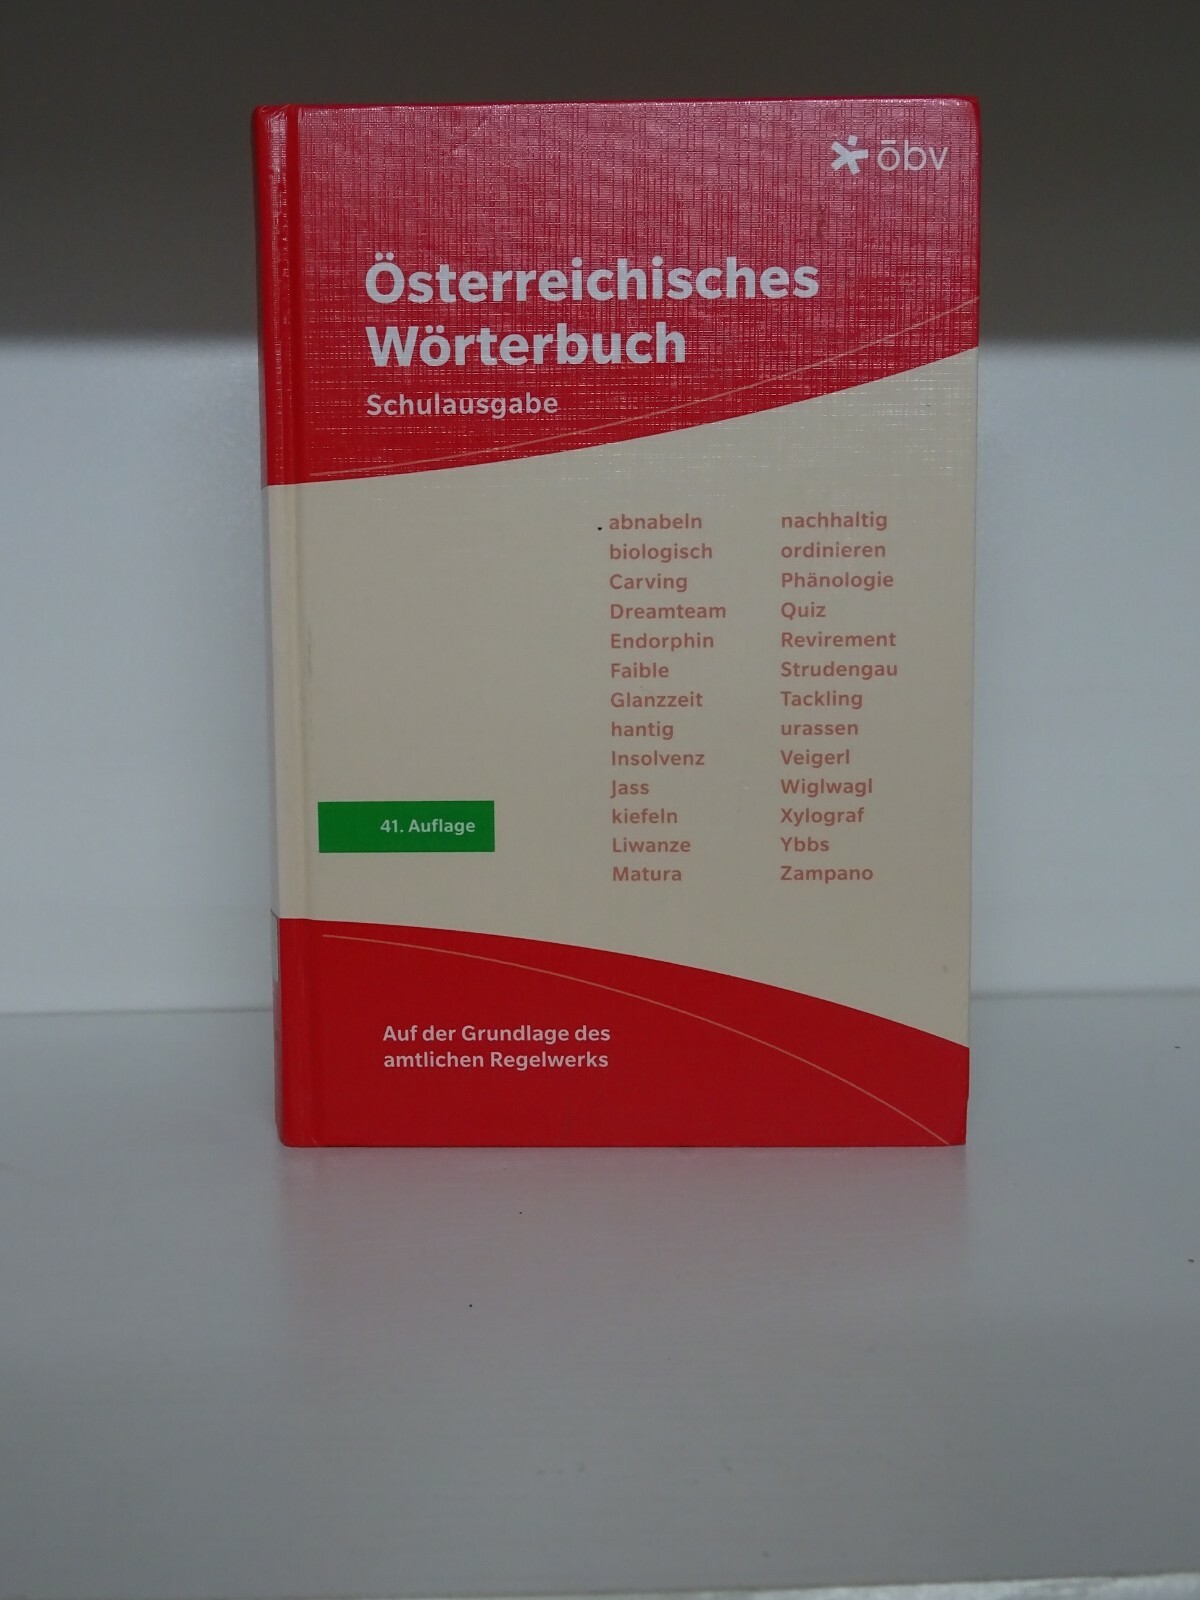 öbv
Österreichisches
Wörterbuch
Schulausgabe
abnabeln
biologisch
Carving
Dreamteam
Endorphin
Faible
Glanzzeit
hantig
Insolvenz
Jass
kiefeln
Liwanze
Matura
nachhaltig
ordinieren
Phänologie
Quiz
Revirement
Strudengau
Tackling
urassen
Veigerl
Wiglwagl
Xylograf
Ybbs
Zampano
41. Auflage
Auf der Grundlage des
amtlichen Regelwerks